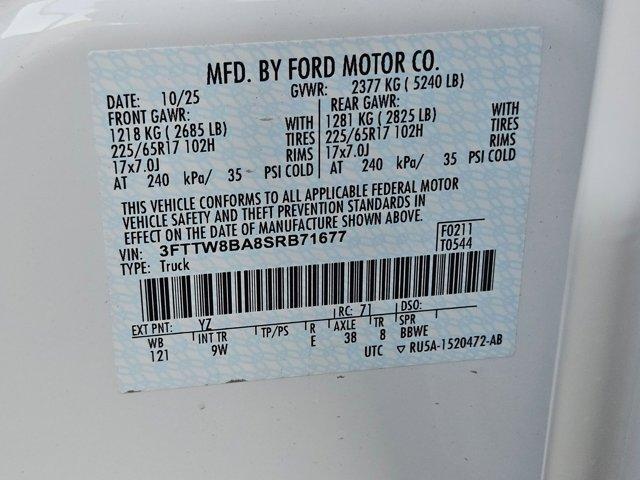 MFD. BY FORD MOTOR CO.
DATE: 10/25 GVWR: 2377 KG ( 5240 LB)
FRONT GAWR: REAR GAWR:
1218 KG ( 2685 LB) WITH 1281 KG ( 2825 LB) WITH
225/65R17 102H TIRES 225/65R17 102H TIRES
17x7.0J RIMS 17x7.0J RIMS
AT 240 kPa/ 35 PSI COLD AT 240 kPa/ 35 PSI COLD
THIS VEHICLE CONFORMS TO ALL APPLICABLE FEDERAL MOTOR
VEHICLE SAFETY AND THEFT PREVENTION STANDARDS IN
EFFECT ON THE DATE OF MANUFACTURE SHOWN ABOVE.
VIN: 3FTTW8BA8SRB71677 F0211
TYPE: Truck T0544
EXT PNT: YZ RC: 71 DSO:
WB INT TR TP/PS R AXLE TR SPR
121 9W E 38 8 BBWE
UTC ▽ RU5A-1520472-AB